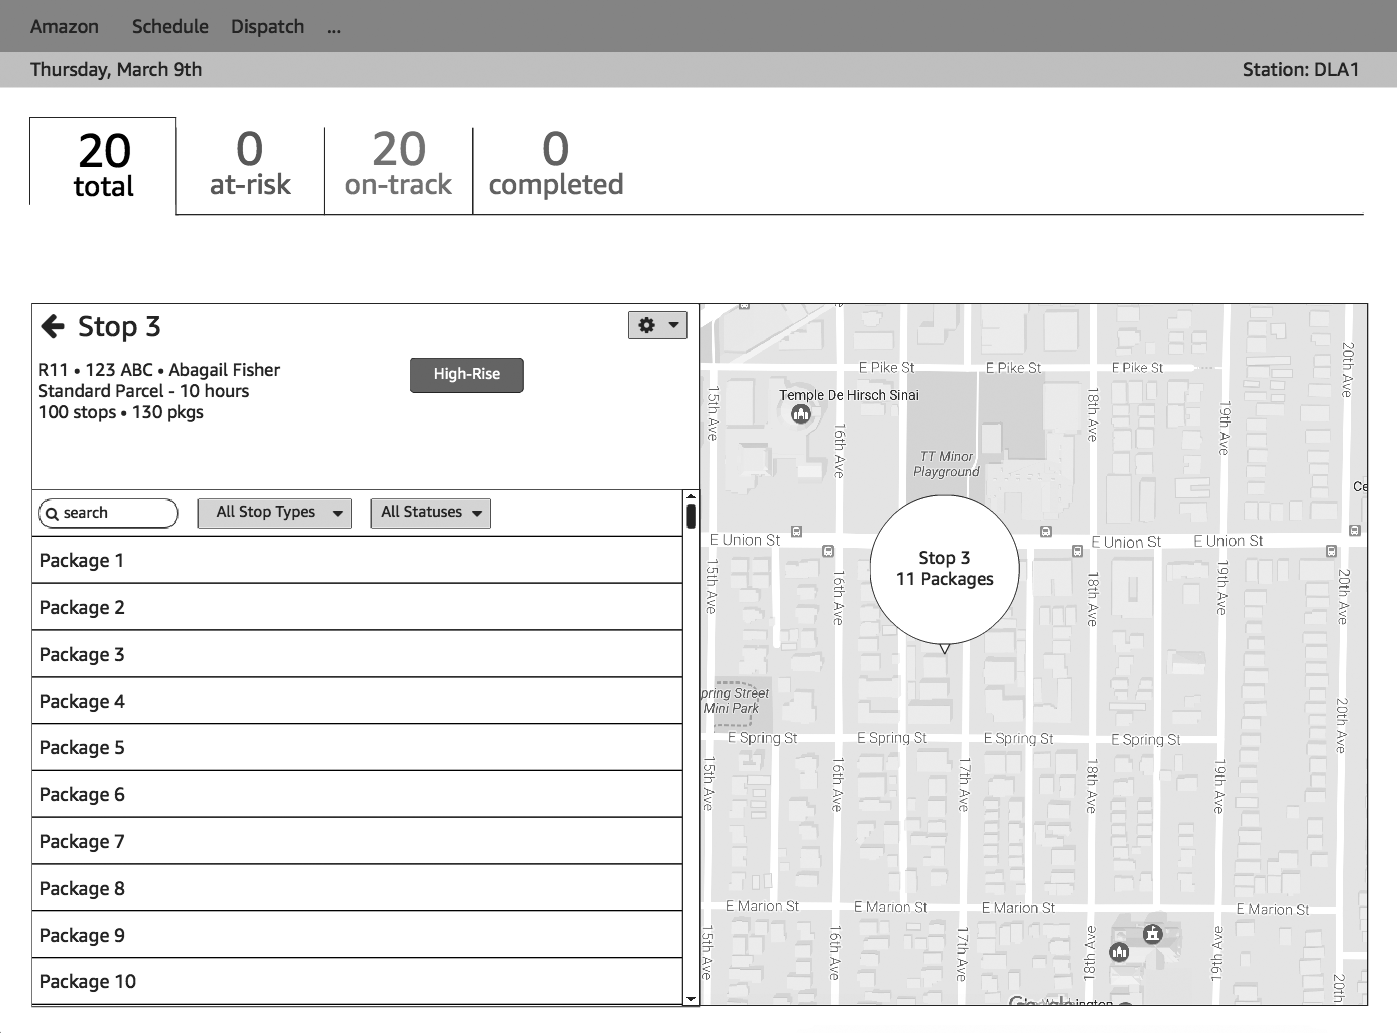 Amazon Schedule Dispatch ...
Thursday, March 9th Station: DLA1
20 total
0 at-risk
20 on-track
0 completed
Stop 3
R11 • 123 ABC • Abagail Fisher
Standard Parcel - 10 hours
100 stops • 130 pkgs
High-Rise
search All Stop Types All Statuses
Package 1
Package 2
Package 3
Package 4
Package 5
Package 6
Package 7
Package 8
Package 9
Package 10
E Pike St E Pike St E Pike St
20th Ave
Temple De Hirsch Sinai
15th Ave
16th Ave
18th Ave
19th Ave
TT Minor
Playground
Ce
Stop 3
11 Packages
E Union St E Union St E Union St
15th Ave
16th Ave
18th Ave
19th Ave
20th Ave
pring Street
Mini Park
20th Ave
E Spring St E Spring St E Spring St E Spring St
15th Ave
16th Ave
17th Ave
18th Ave
19th Ave
E Marion St E Marion St E Marion St E Marion St
15th Ave
16th Ave
17th Ave
18th Ave
19th Ave
20th
Google